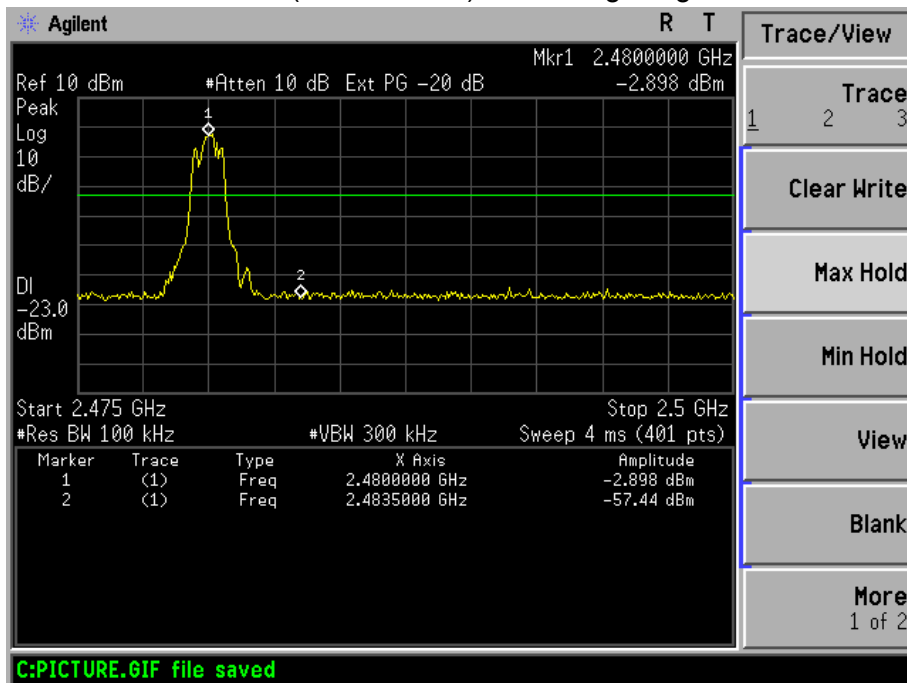 Agilent R T
Mkr1 2.4800000 GHz
Ref 10 dBm #Atten 10 dB Ext PG -20 dB -2.898 dBm
Peak
Log
10
dB/
1
2
DI
-23.0
dBm
Start 2.475 GHz Stop 2.5 GHz
#Res BW 100 kHz #VBW 300 kHz Sweep 4 ms (401 pts)
Marker Trace Type X Axis Amplitude
1 (1) Freq 2.4800000 GHz -2.898 dBm
2 (1) Freq 2.4835000 GHz -57.44 dBm
C:PICTURE.GIF file saved
Trace/View
Trace
1 2 3
Clear Write
Max Hold
Min Hold
View
Blank
More
1 of 2